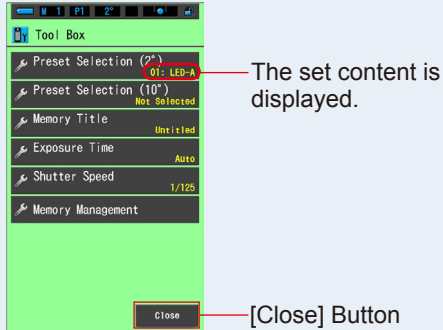 M 1 P1 2°
Tool Box
Preset Selection (2°)
01: LED-A
The set content is
displayed.
Preset Selection (10°)
Not Selected
Memory Title
Untitled
Exposure Time
Auto
Shutter Speed
1/125
Memory Management
Close
[Close] Button